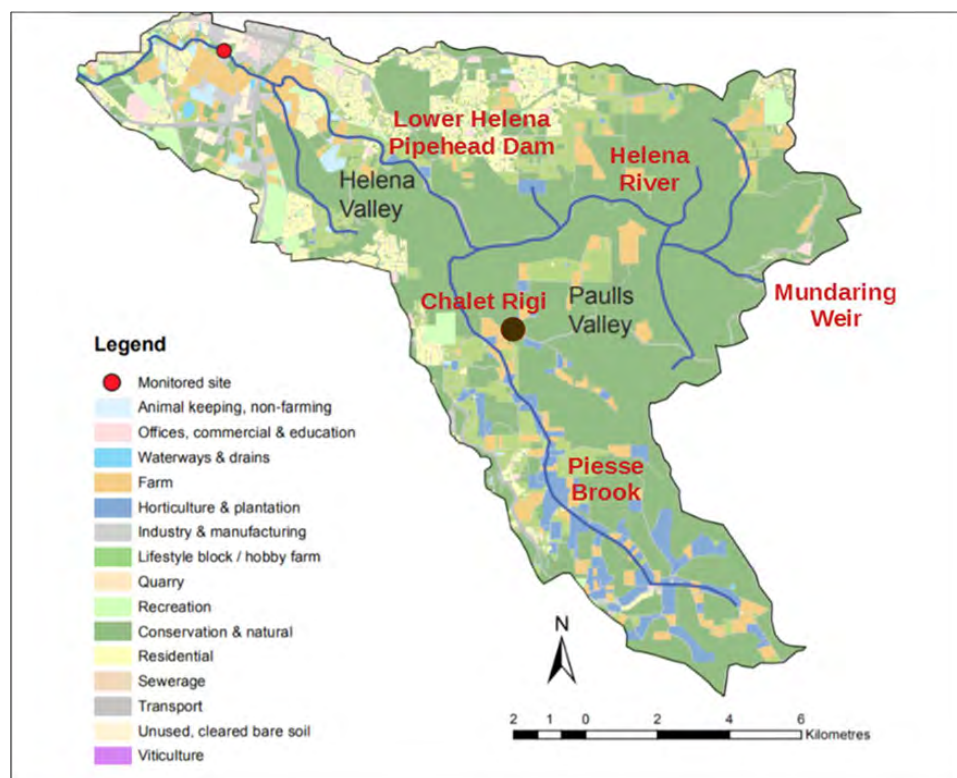 Lower Helena
Pipehead Dam
Helena
River
Helena
Valley
Chalet Rigi
Paulls
Valley
Mundaring
Weir
Piesse
Brook
Legend
Monitored site
Animal keeping, non-farming
Offices, commercial & education
Waterways & drains
Farm
Horticulture & plantation
Industry & manufacturing
Lifestyle block / hobby farm
Quarry
Recreation
Conservation & natural
Residential
Sewerage
Transport
Unused, cleared bare soil
Viticulture
N
2 1 0 2 4 6
Kilometres